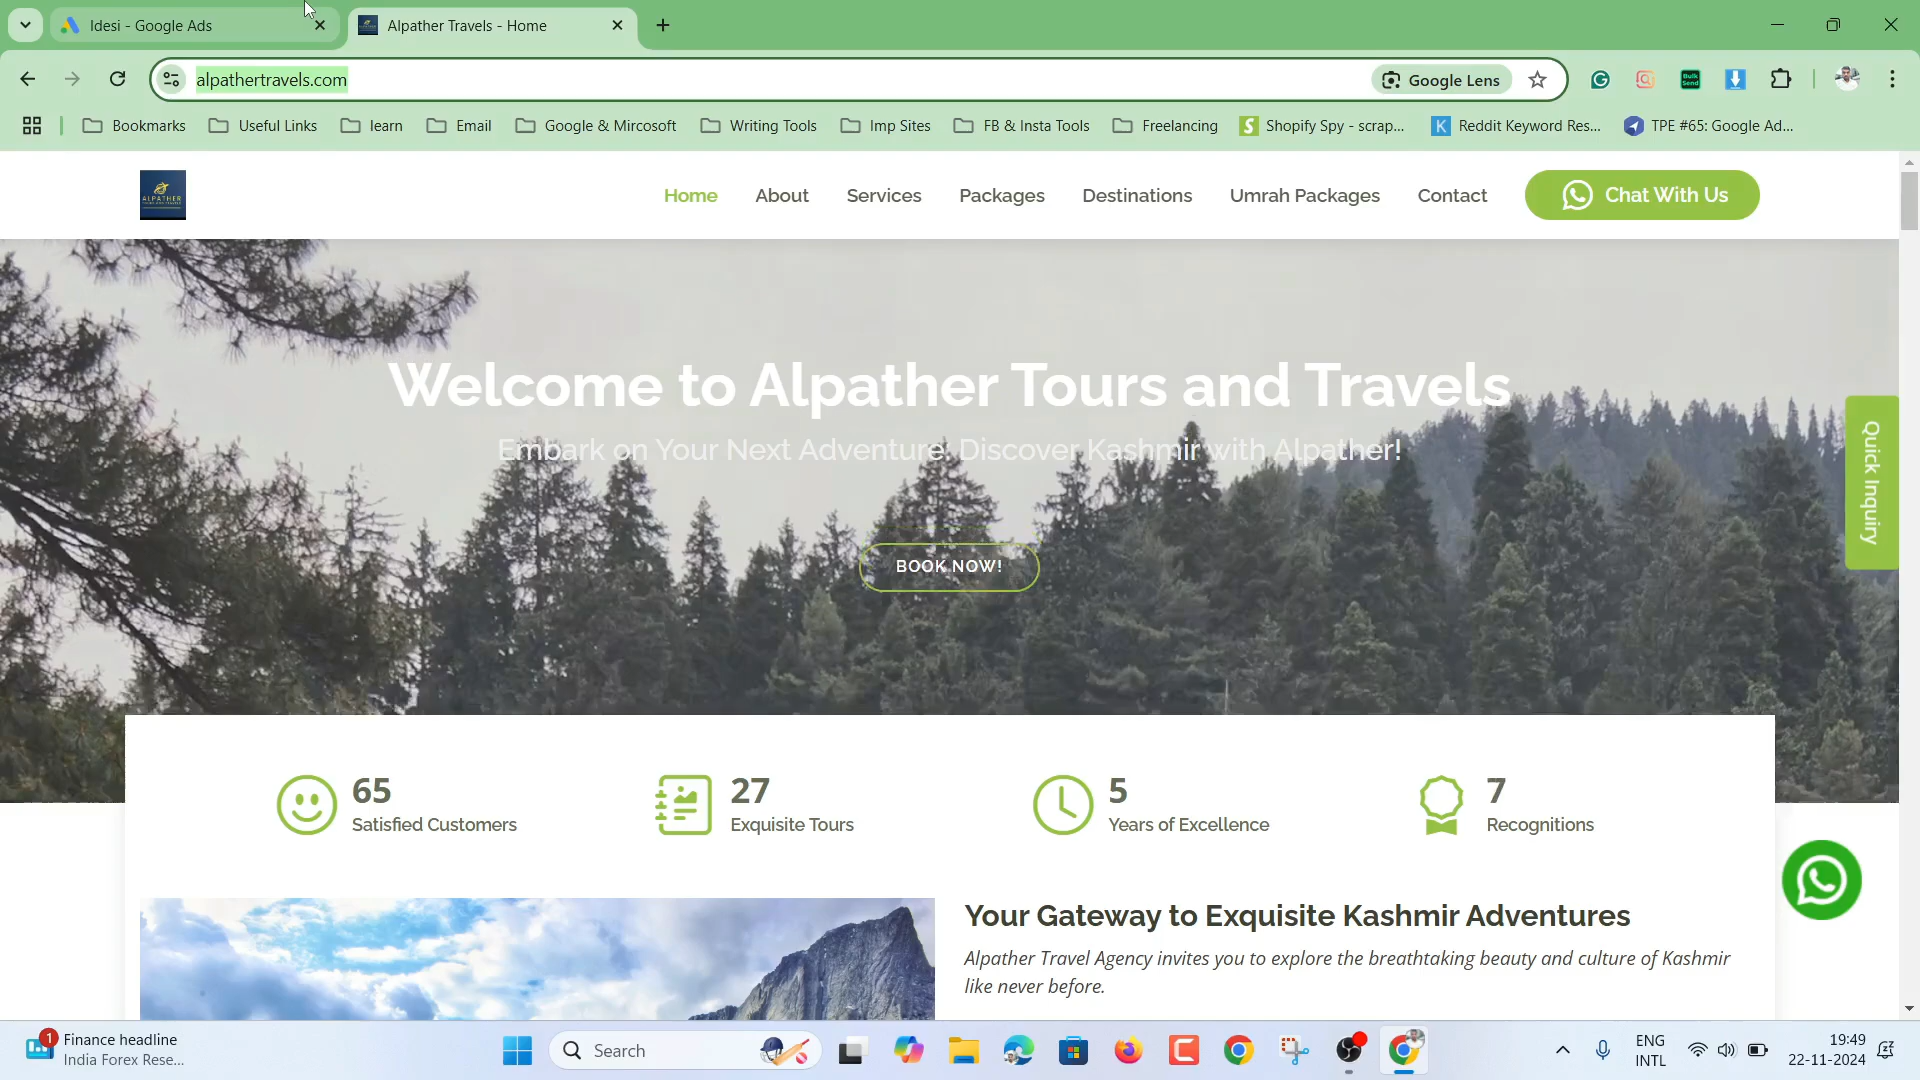 Idesi - Google Ads
Alpather Travels - Home
alpathertravels.com
Google Lens
Bookmarks
Useful Links
learn
Email
Google & Mircosoft
Writing Tools
Imp Sites
FB & Insta Tools
Freelancing
Shopify Spy - scrap...
Reddit Keyword Res...
TPE #65: Google Ad...
ALPATHER
Home
About
Services
Packages
Destinations
Umrah Packages
Contact
Chat With Us
Welcome to Alpather Tours and Travels
Embark on Your Next Adventure: Discover Kashmir with Alpather!
BOOK NOW!
Quick Inquiry
65
Satisfied Customers
27
Exquisite Tours
5
Years of Excellence
7
Recognitions
Your Gateway to Exquisite Kashmir Adventures
Alpather Travel Agency invites you to explore the breathtaking beauty and culture of Kashmir
like never before.
1
Finance headline
India Forex Rese...
Search
ENG
INTL
19:49
22-11-2024